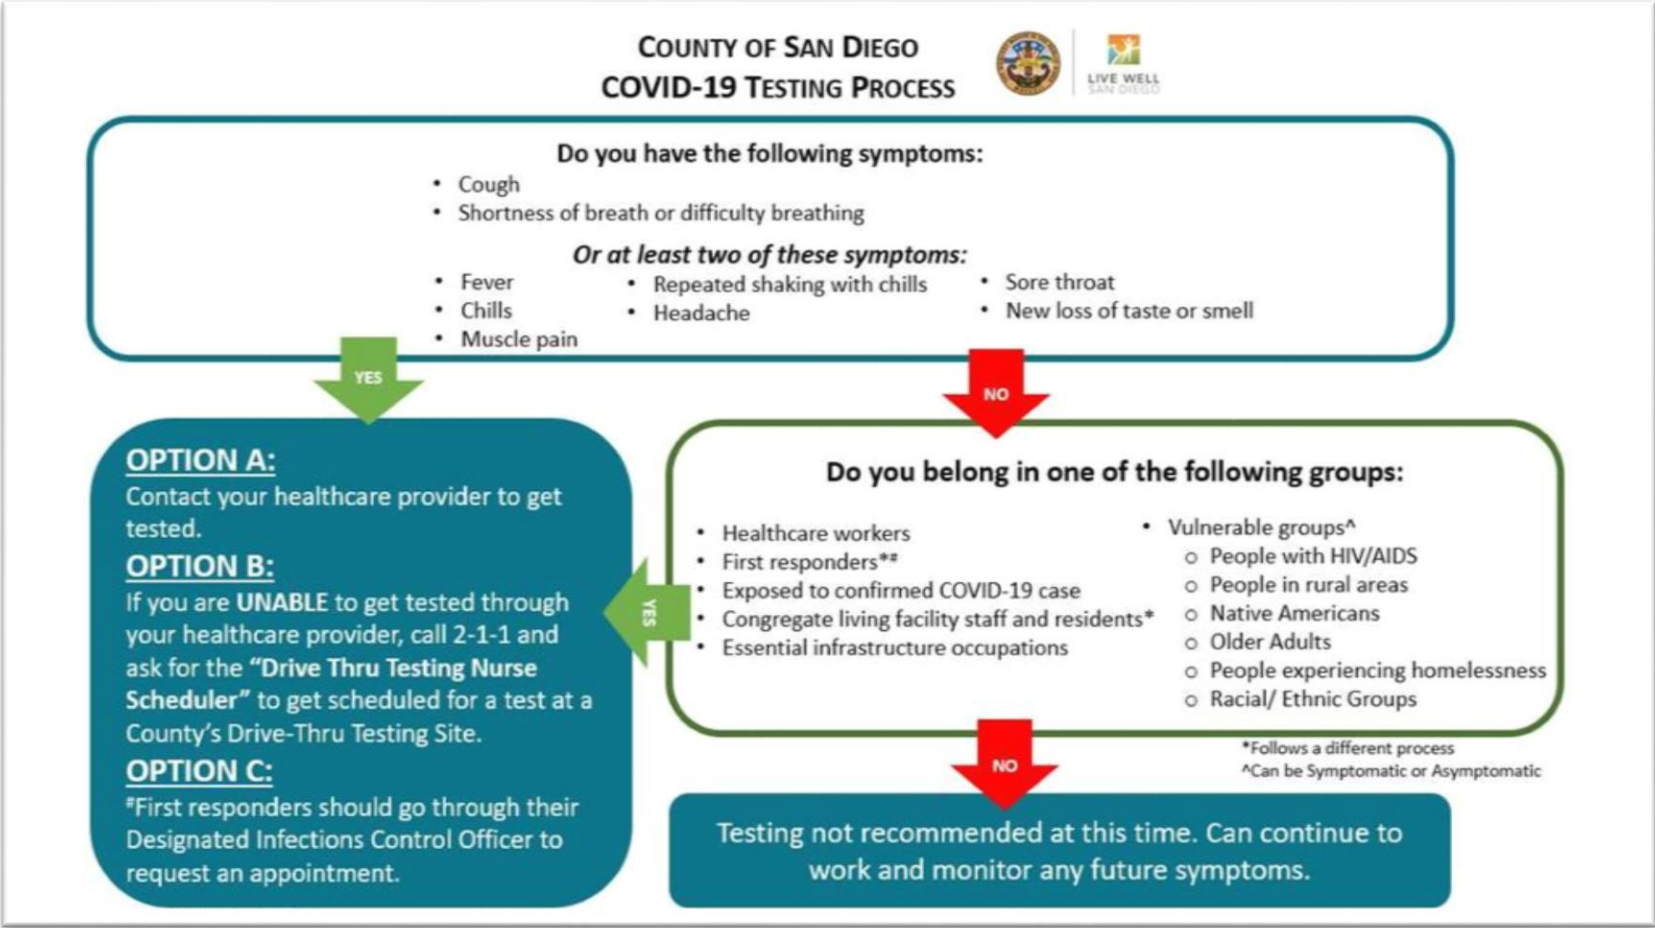 COUNTY OF SAN DIEGO
COVID-19 TESTING PROCESS
LIVE WELL
SAN DIEGO
Do you have the following symptoms:
• Cough
• Shortness of breath or difficulty breathing
Or at least two of these symptoms:
• Fever
• Chills
• Muscle pain
• Repeated shaking with chills
• Headache
• Sore throat
• New loss of taste or smell
YES
NO
OPTION A:
Contact your healthcare provider to get
tested.
OPTION B:
If you are UNABLE to get tested through
your healthcare provider, call 2-1-1 and
ask for the “Drive Thru Testing Nurse
Scheduler” to get scheduled for a test at a
County’s Drive-Thru Testing Site.
OPTION C:
#First responders should go through their
Designated Infections Control Officer to
request an appointment.
YES
Do you belong in one of the following groups:
• Healthcare workers
• First responders*#
• Exposed to confirmed COVID-19 case
• Congregate living facility staff and residents*
• Essential infrastructure occupations
• Vulnerable groups^
o People with HIV/AIDS
o People in rural areas
o Native Americans
o Older Adults
o People experiencing homelessness
o Racial/ Ethnic Groups
*Follows a different process
^Can be Symptomatic or Asymptomatic
NO
Testing not recommended at this time. Can continue to
work and monitor any future symptoms.